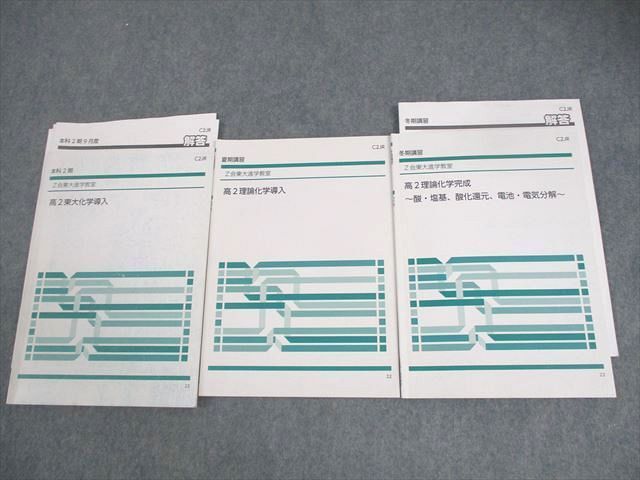 C2JR
本科2期9月度
解答
C2JR
本科2期
Z会東大進学教室
高2東大化学導入
22
C2JR
夏期講習
Z会東大進学教室
高2理論化学導入
22
C2JR
冬期講習
解答
C2JR
冬期講習
Z会東大進学教室
高2理論化学完成
～酸・塩基、酸化還元、電池・電気分解～
22